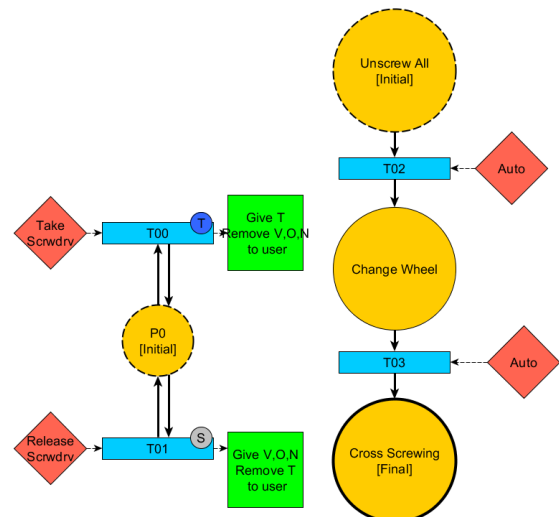 Unscrew All
[Initial]
T02
Auto
Take
Scrwdrv
T00
T
Give T
Remove V,O,N
to user
Change Wheel
P0
[Initial]
T03
Auto
Release
Scrwdrv
T01
S
Give V,O,N
Remove T
to user
Cross Screwing
[Final]